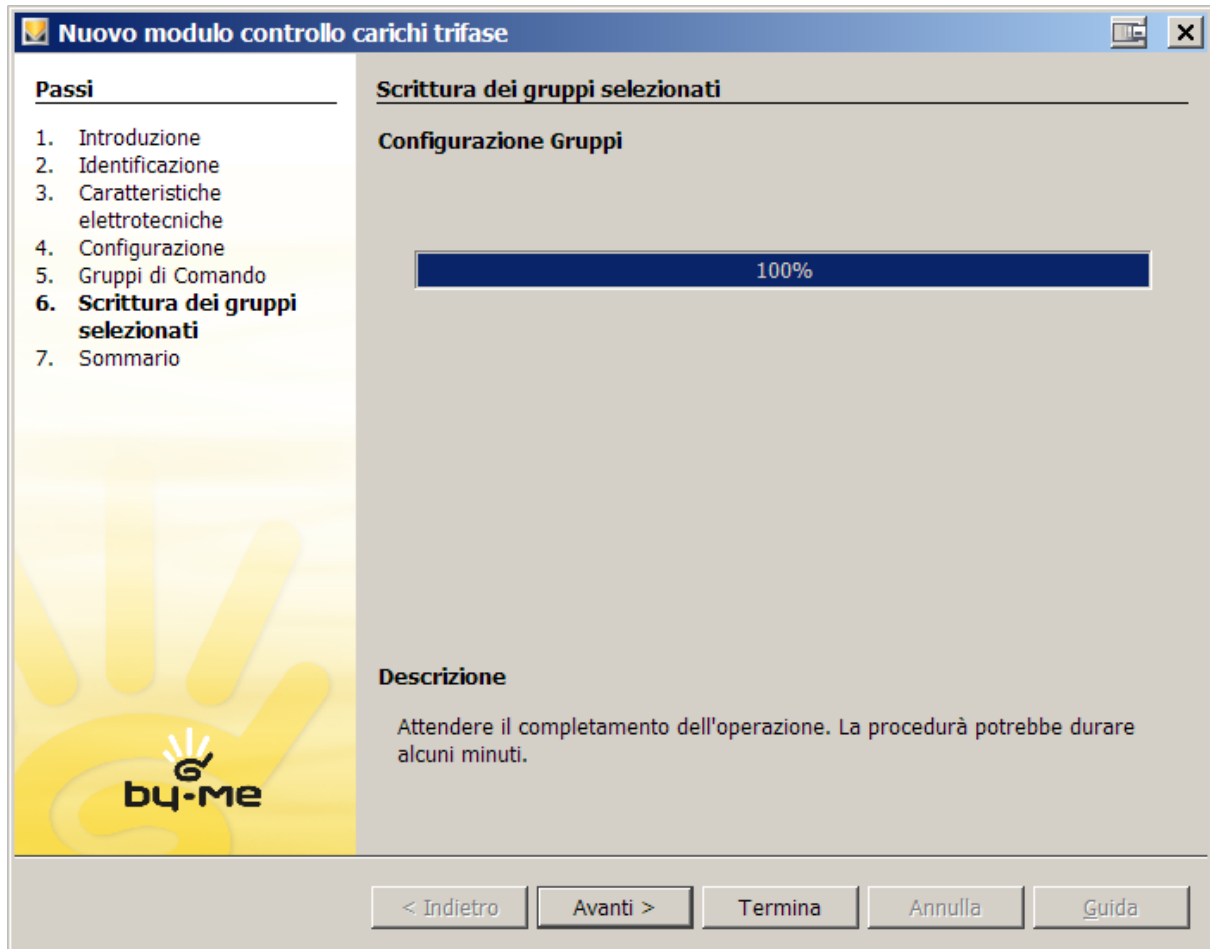 Nuovo modulo controllo carichi trifase
Passi
1. Introduzione
2. Identificazione
3. Caratteristiche
elettrotecniche
4. Configurazione
5. Gruppi di Comando
6. Scrittura dei gruppi
selezionati
7. Sommario
by-me
Scrittura dei gruppi selezionati
Configurazione Gruppi
100%
Descrizione
Attendere il completamento dell'operazione. La procedurà potrebbe durare
alcuni minuti.
< Indietro
Avanti >
Termina
Annulla
Guida